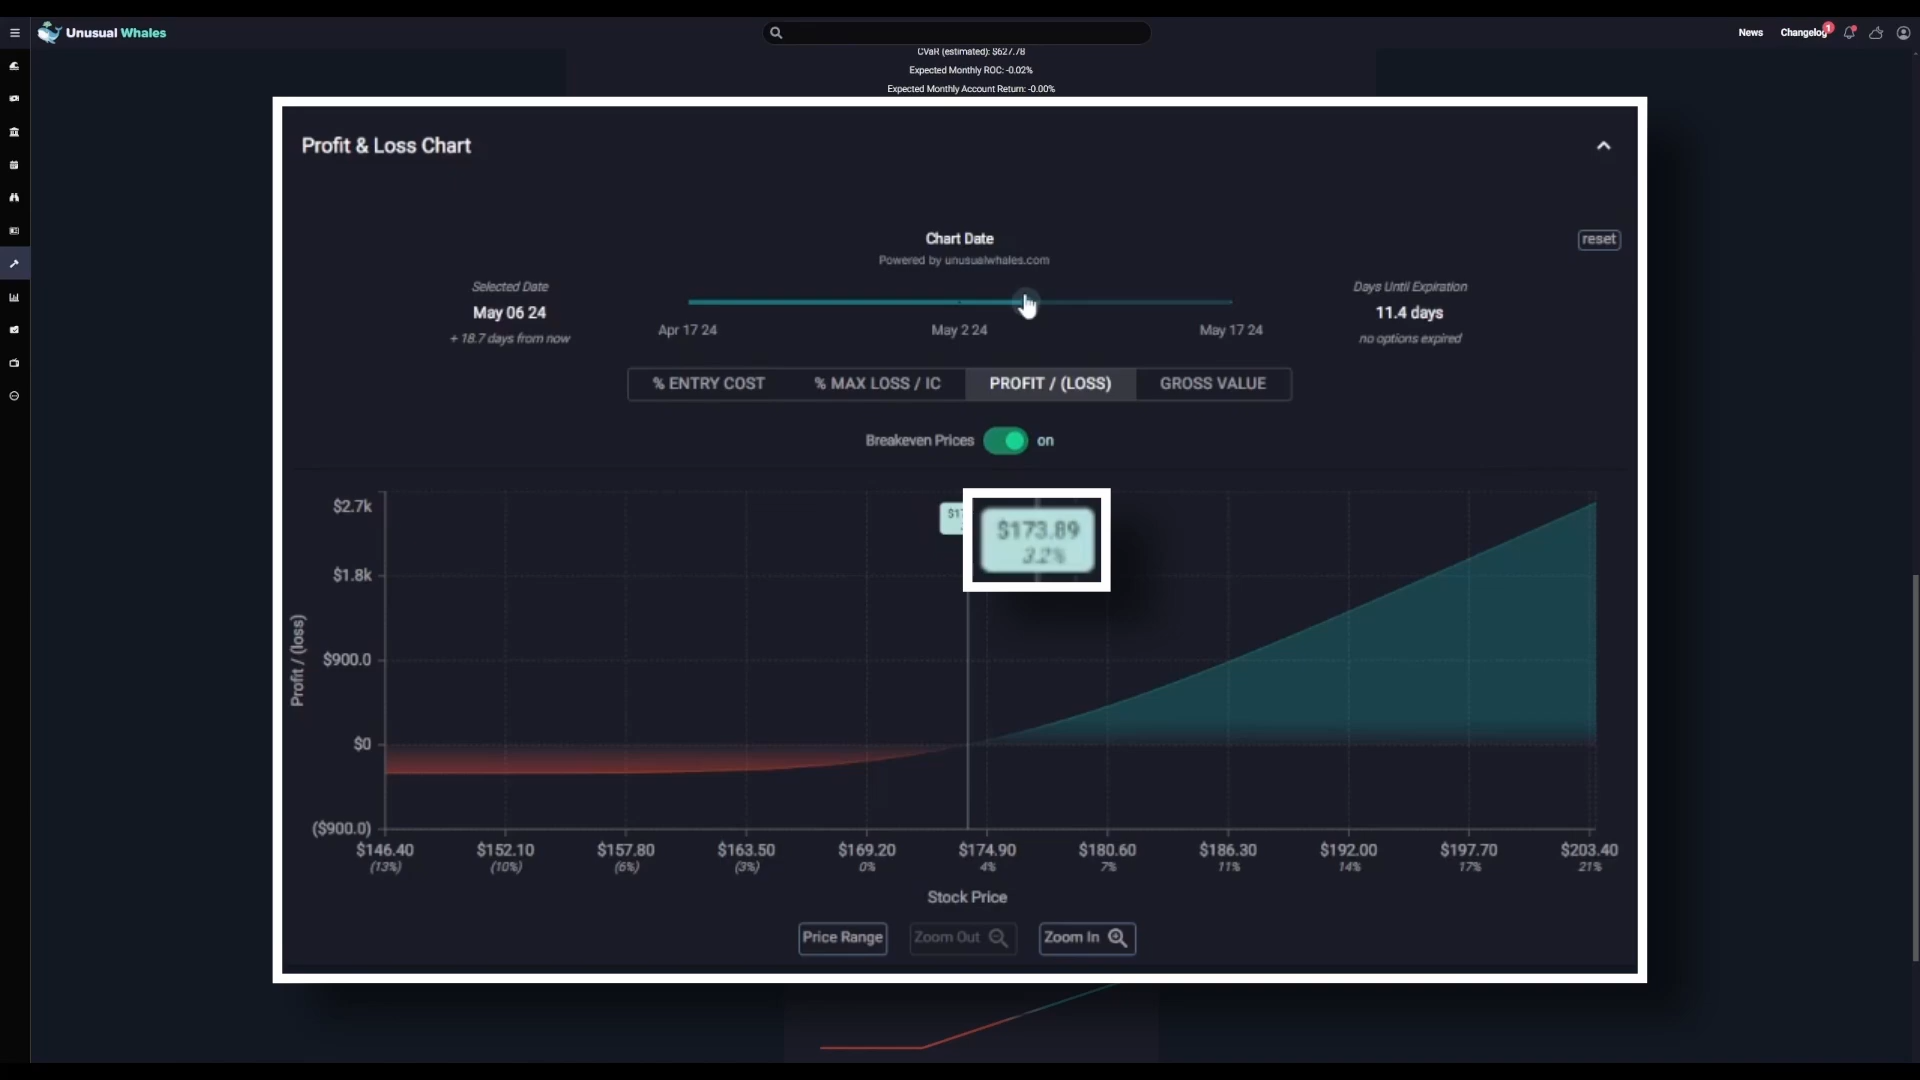 Unusual Whales
News
Changelog
1
CVaR (estimated): $627.78
Expected Monthly ROC: -0.02%
Expected Monthly Account Return: -0.00%
Profit & Loss Chart
Chart Date
reset
Powered by unusualwhales.com
Selected Date
Days Until Expiration
May 06 24
11.4 days
+ 18.7 days from now
Apr 17 24
May 2 24
May 17 24
no options expired
% ENTRY COST
% MAX LOSS / IC
PROFIT / (LOSS)
GROSS VALUE
Breakeven Prices
on
$2.7k
$173.89
3.2%
$1.8k
$900.0
$0
($900.0)
Profit / (loss)
$146.40
$152.10
$157.80
$163.50
$169.20
$174.90
$180.60
$186.30
$192.00
$197.70
$203.40
(13%)
(10%)
(6%)
(3%)
0%
4%
7%
11%
14%
17%
21%
Stock Price
Price Range
Zoom Out
Zoom In